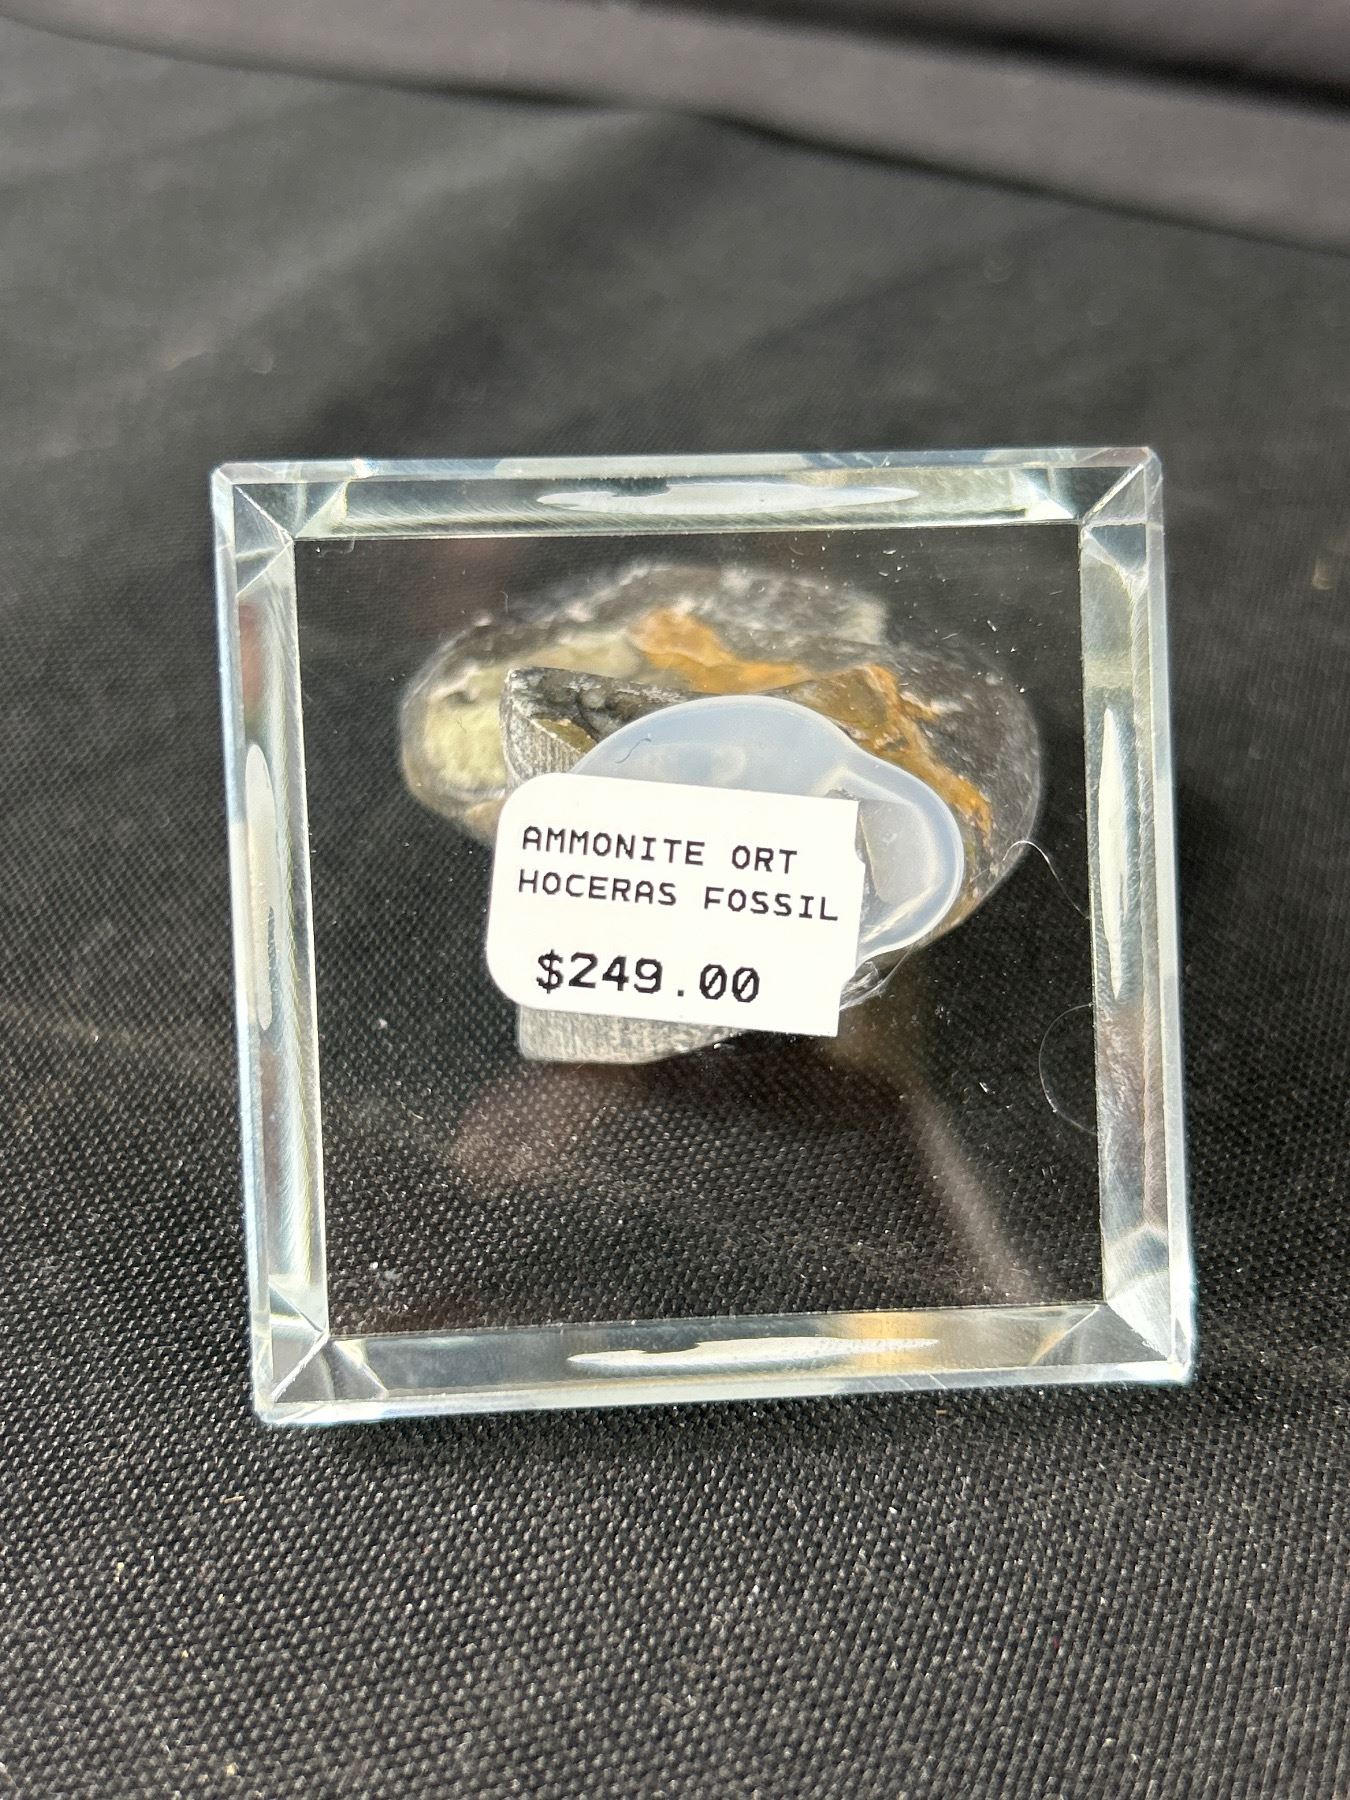 AMMONITE ORT
HOCERAS FOSSIL
$249.00